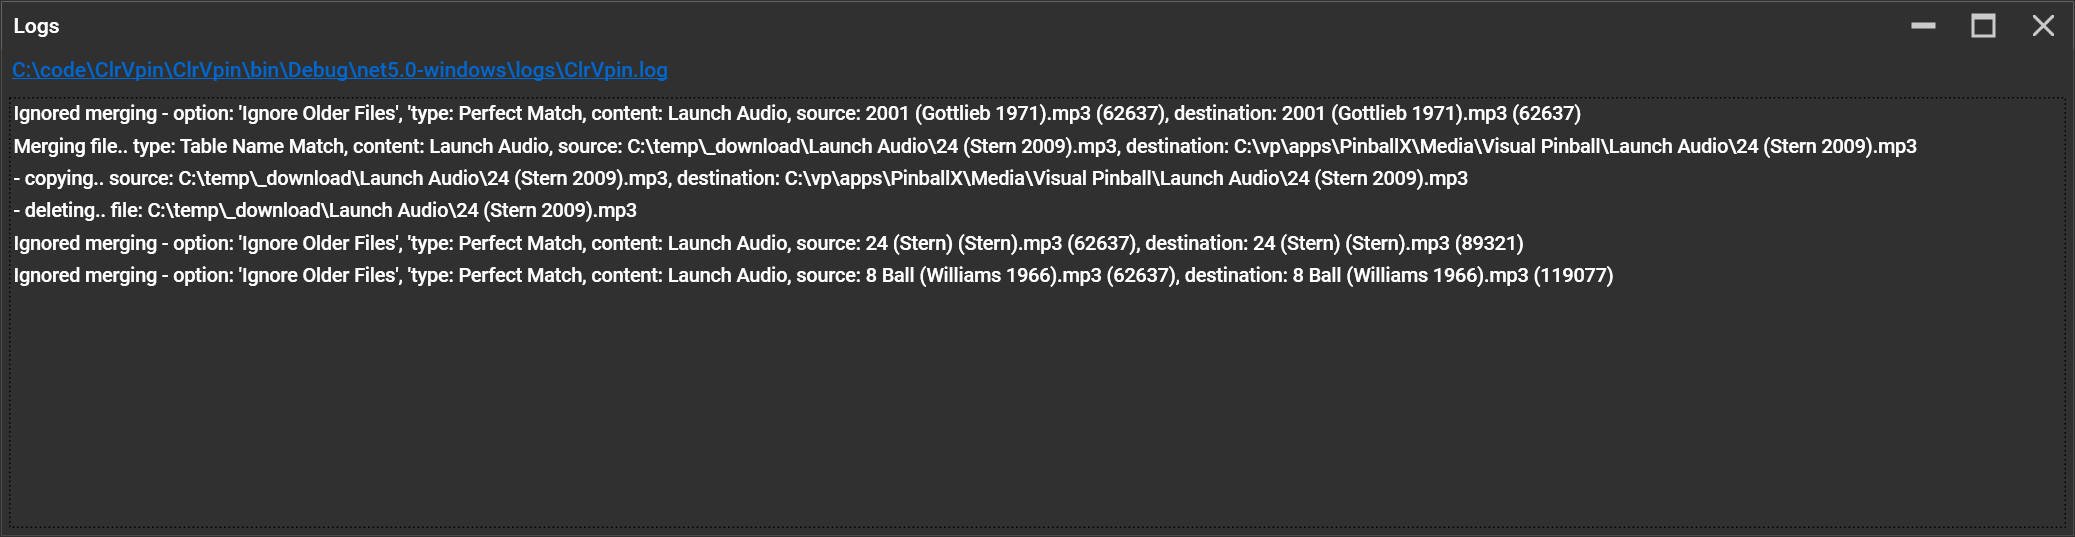 Logs
C:\code\ClrVpin\ClrVpin\bin\Debug\net5.0-windows\logs\ClrVpin.log
Ignored merging - option: 'Ignore Older Files', 'type: Perfect Match, content: Launch Audio, source: 2001 (Gottlieb 1971).mp3 (62637), destination: 2001 (Gottlieb 1971).mp3 (62637)
Merging file.. type: Table Name Match, content: Launch Audio, source: C:\temp\_download\Launch Audio\24 (Stern 2009).mp3, destination: C:\vp\apps\PinballX\Media\Visual Pinball\Launch Audio\24 (Stern 2009).mp3
- copying.. source: C:\temp\_download\Launch Audio\24 (Stern 2009).mp3, destination: C:\vp\apps\PinballX\Media\Visual Pinball\Launch Audio\24 (Stern 2009).mp3
- deleting.. file: C:\temp\_download\Launch Audio\24 (Stern 2009).mp3
Ignored merging - option: 'Ignore Older Files', 'type: Perfect Match, content: Launch Audio, source: 24 (Stern) (Stern).mp3 (62637), destination: 24 (Stern) (Stern).mp3 (89321)
Ignored merging - option: 'Ignore Older Files', 'type: Perfect Match, content: Launch Audio, source: 8 Ball (Williams 1966).mp3 (62637), destination: 8 Ball (Williams 1966).mp3 (119077)